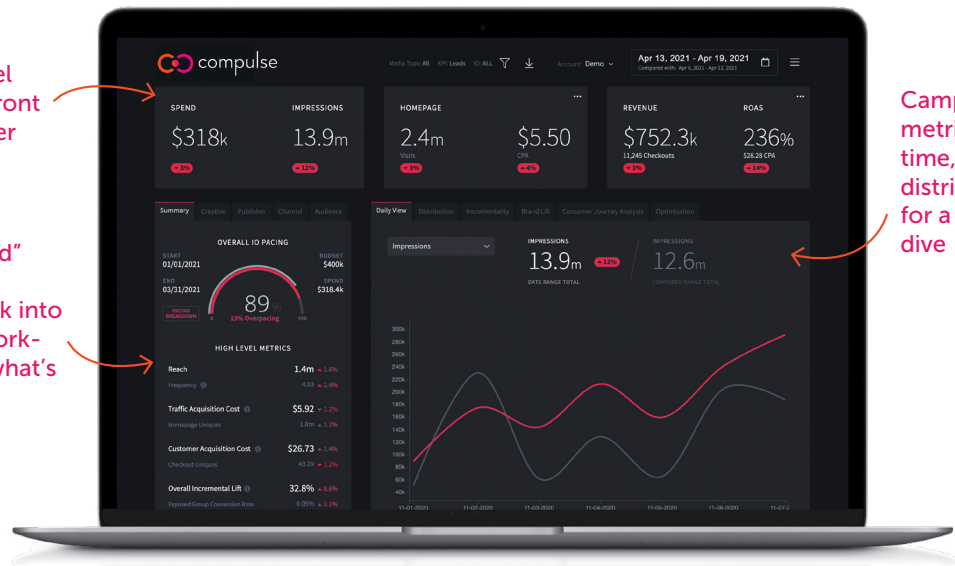 el
ront
er
d"
k into
ork-
what's
Camp
metri
time,
distri
for a
dive
compulse
Media Type: All KPI: Leads IO: ALL
Account: Demo
Apr 13, 2021 - Apr 19, 2021
Compared with: Apr 6, 2021 - Apr 12, 2021
SPEND IMPRESSIONS
$318k 13.9m
3% 12%
HOMEPAGE
2.4m $5.50
Visits CPA
3% 4%
REVENUE ROAS
$752.3k 236%
11,245 Checkouts $28.28 CPA
3% 14%
Summary Creative Publisher Channel Audience
OVERALL IO PACING
START BUDGET
01/01/2021 $400k
END SPEND
03/31/2021 $318.4k
PACING
BREAKDOWN
89%
0 13% Overpacing 100
HIGH LEVEL METRICS
Reach 1.4m 1.6%
Frequency 4.03 2.4%
Traffic Acquisition Cost $5.92 1.2%
Homepage Uniques 1.8m 1.2%
Customer Acquisition Cost $26.73 1.4%
Checkout Uniques 43.2k 1.2%
Overall Incremental Lift 32.8% 8.6%
Exposed Group Conversion Rate 0.05% 3.1%
Daily View Distribution Incrementality Brand Lift Consumer Journey Analysis Optimization
Impressions
IMPRESSIONS
13.9m 12%
DATE RANGE TOTAL
IMPRESSIONS
12.6m
COMPARED RANGE TOTAL
300k
280k
260k
240k
220k
200k
180k
160k
140k
120k
100k
80k
60k
40k
11-01-2020 11-02-2020 11-03-2020 11-04-2020 11-05-2020 11-06-2020 11-07-2